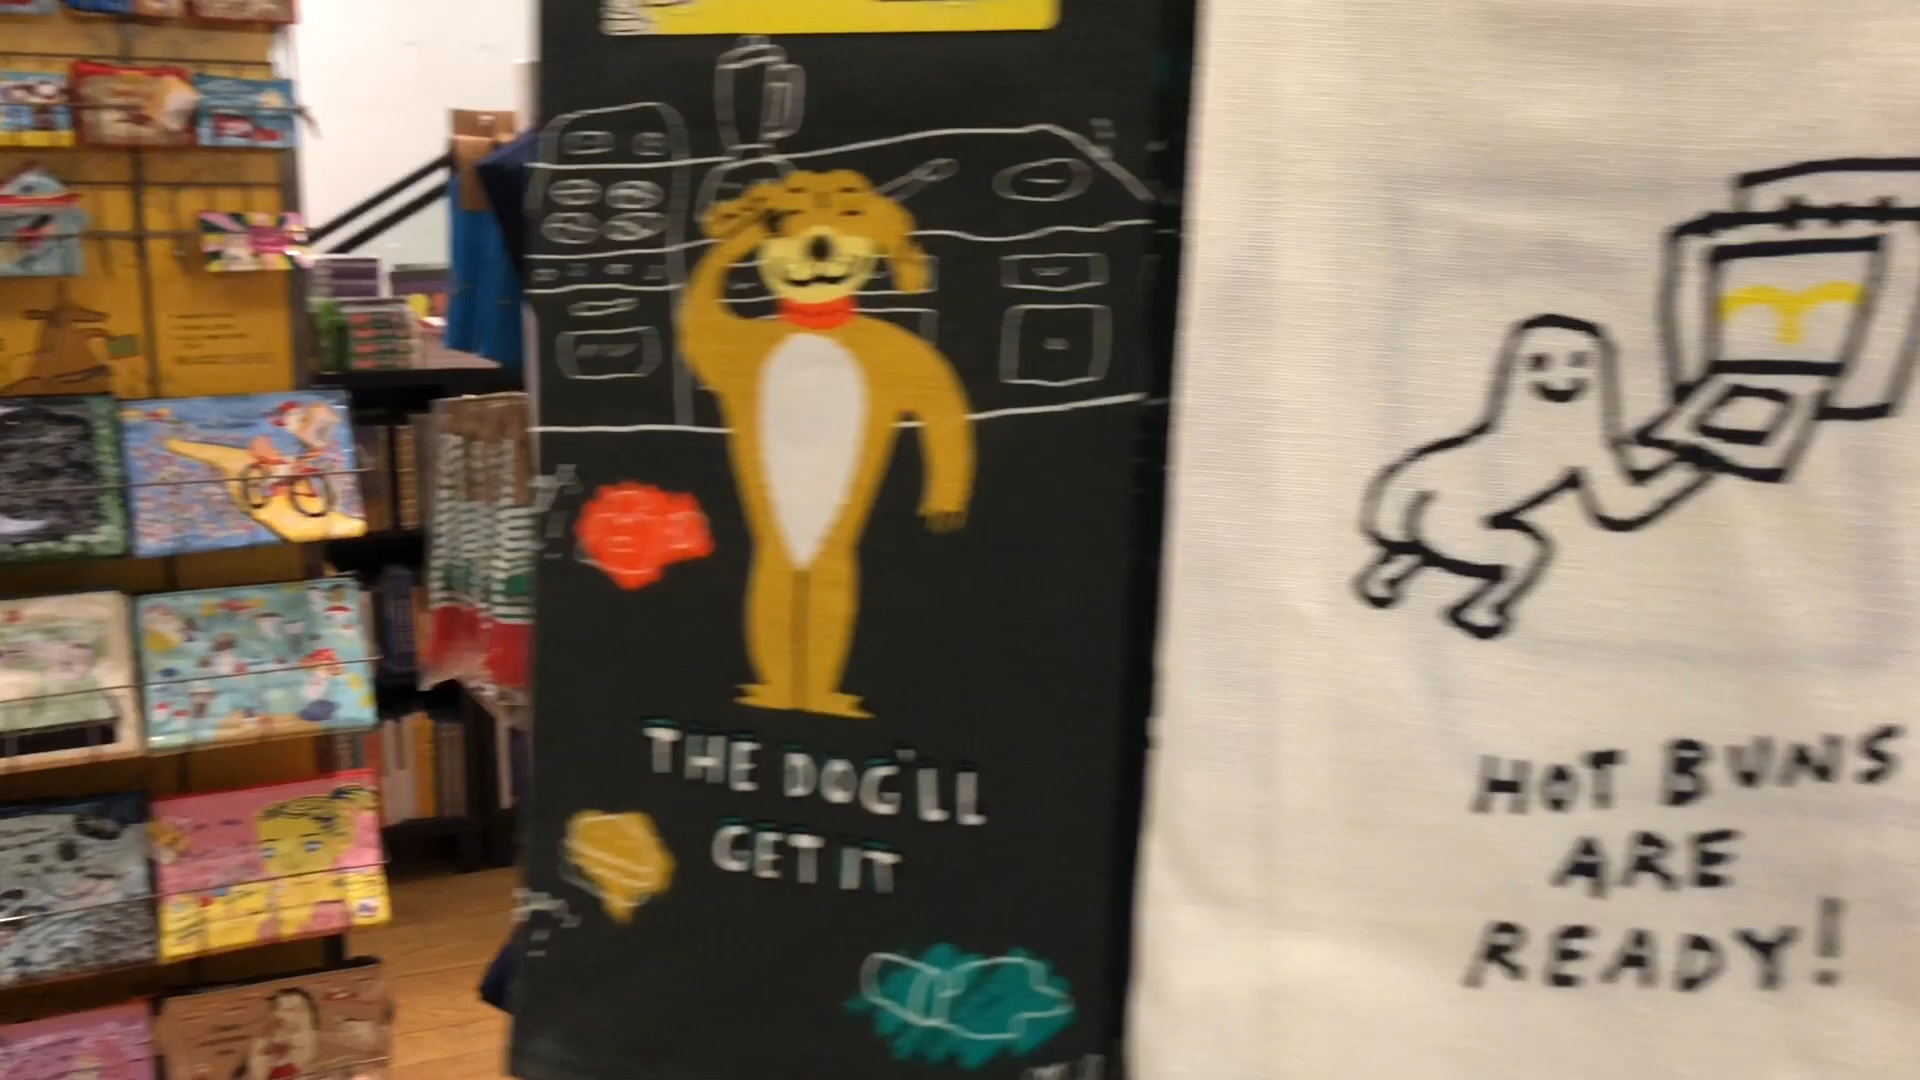 THE DOG'LL
GET IT
HOT BUNS
ARE
READY!